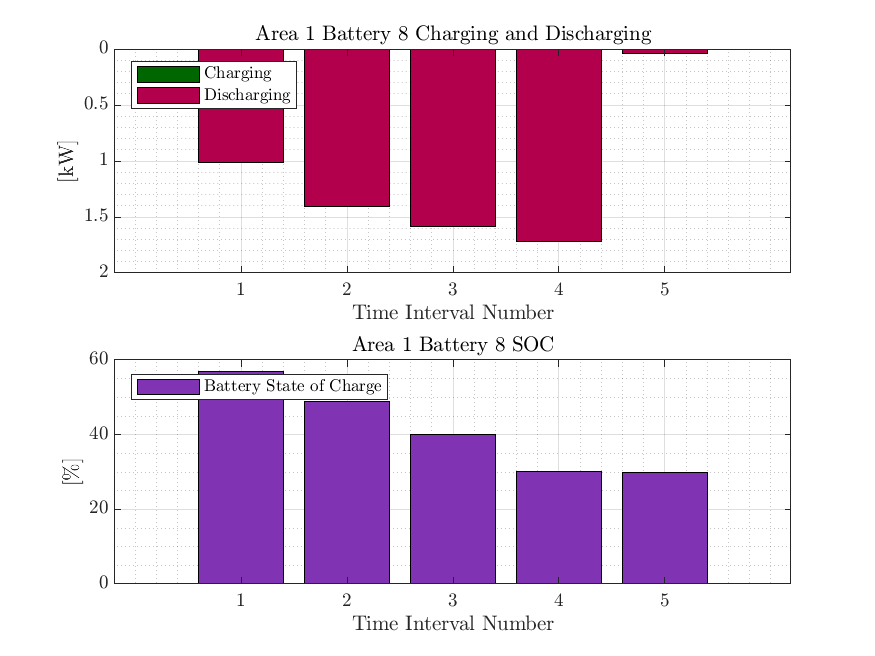 Area 1 Battery 8 Charging and Discharging
0
0.5
1
1.5
2
[kW]
Charging
Discharging
1 2 3 4 5
Time Interval Number
Area 1 Battery 8 SOC
60
40
20
0
[%]
Battery State of Charge
1 2 3 4 5
Time Interval Number